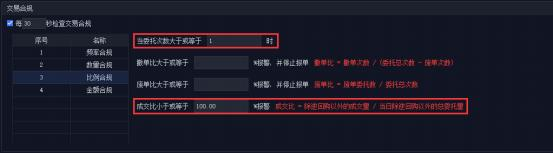 交易合规
每 30 秒检查交易合规
序号 名称
1 频率合规
2 数量合规
3 比例合规
4 金额合规
当委托次数大于或等于 1 时
撤单比大于或等于 %报警，并停止报单 撤单比 = 撤单次数 / (委托总次数 - 废单次数)
废单比大于或等于 %报警，并停止报单 废单比 = 废单委托数 / 委托总次数
成交比小于或等于 100.00 %报警 成交比 = 除逆回购以外的成交量 / 当日除逆回购以外的总委托量